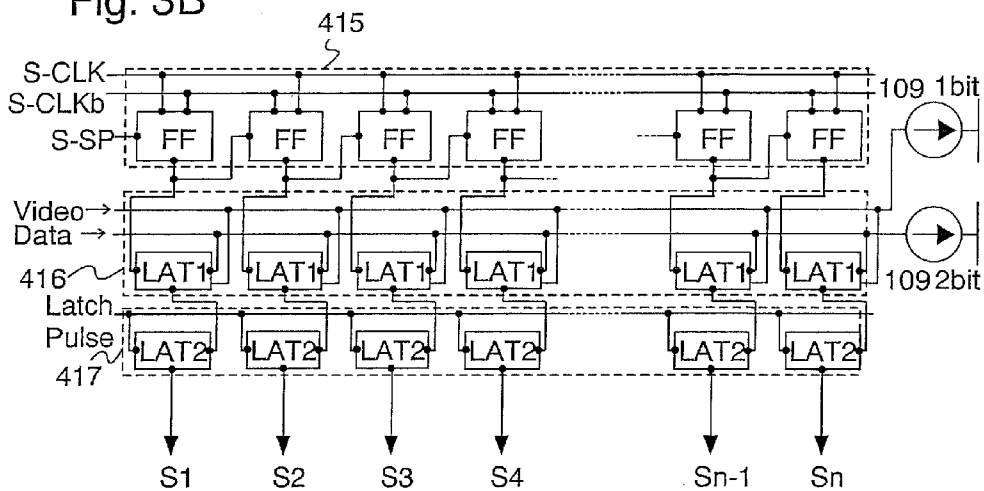 Fig. 3B
415
S-CLK
S-CLKb
109 1bit
S-SP
FF FF FF FF FF FF
Video
Data
416
LAT1 LAT1 LAT1 LAT1 LAT1 LAT1
109 2bit
Latch
Pulse
417
LAT2 LAT2 LAT2 LAT2 LAT2 LAT2
S1 S2 S3 S4 Sn-1 Sn